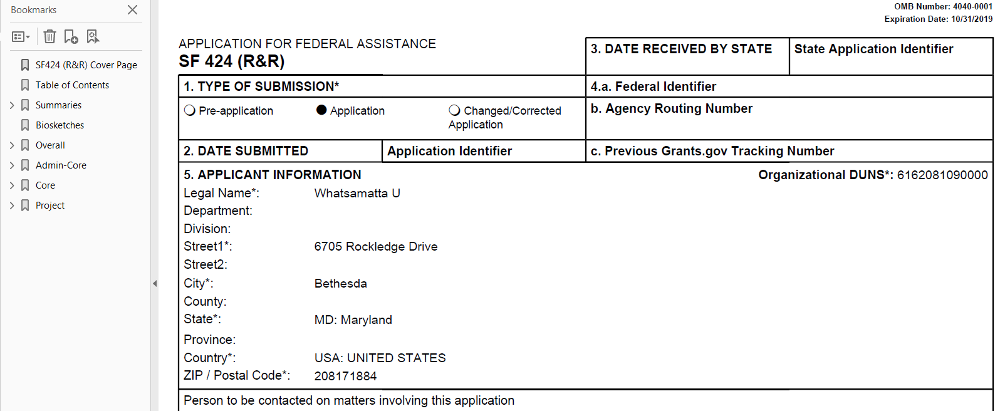 Bookmarks
SF424 (R&R) Cover Page
Table of Contents
Summaries
Biosketches
Overall
Admin-Core
Core
Project
OMB Number: 4040-0001
Expiration Date: 10/31/2019
APPLICATION FOR FEDERAL ASSISTANCE
SF 424 (R&R)
3. DATE RECEIVED BY STATE
State Application Identifier
1. TYPE OF SUBMISSION*
4.a. Federal Identifier
Pre-application
Application
Changed/Corrected
Application
b. Agency Routing Number
2. DATE SUBMITTED
Application Identifier
c. Previous Grants.gov Tracking Number
5. APPLICANT INFORMATION
Organizational DUNS*: 6162081090000
Legal Name*: Whatsamatta U
Department:
Division:
Street1*: 6705 Rockledge Drive
Street2:
City*: Bethesda
County:
State*: MD: Maryland
Province:
Country*: USA: UNITED STATES
ZIP / Postal Code*: 208171884
Person to be contacted on matters involving this application